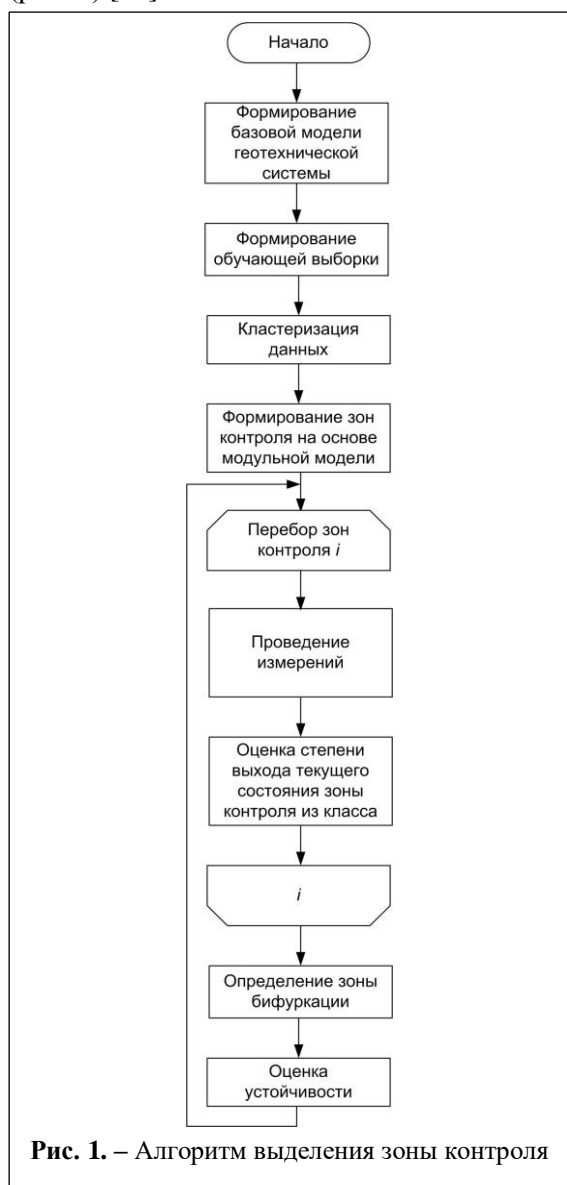 Начало
Формирование
базовой модели
геотехнической
системы
Формирование
обучающей выборки
Кластеризация
данных
Формирование зон
контроля на основе
модульной модели
Перебор зон
контроля i
Проведение
измерений
Оценка степени
выхода текущего
состояния зоны
контроля из класса
i
Определение зоны
бифуркации
Оценка
устойчивости
Рис. 1. – Алгоритм выделения зоны контроля